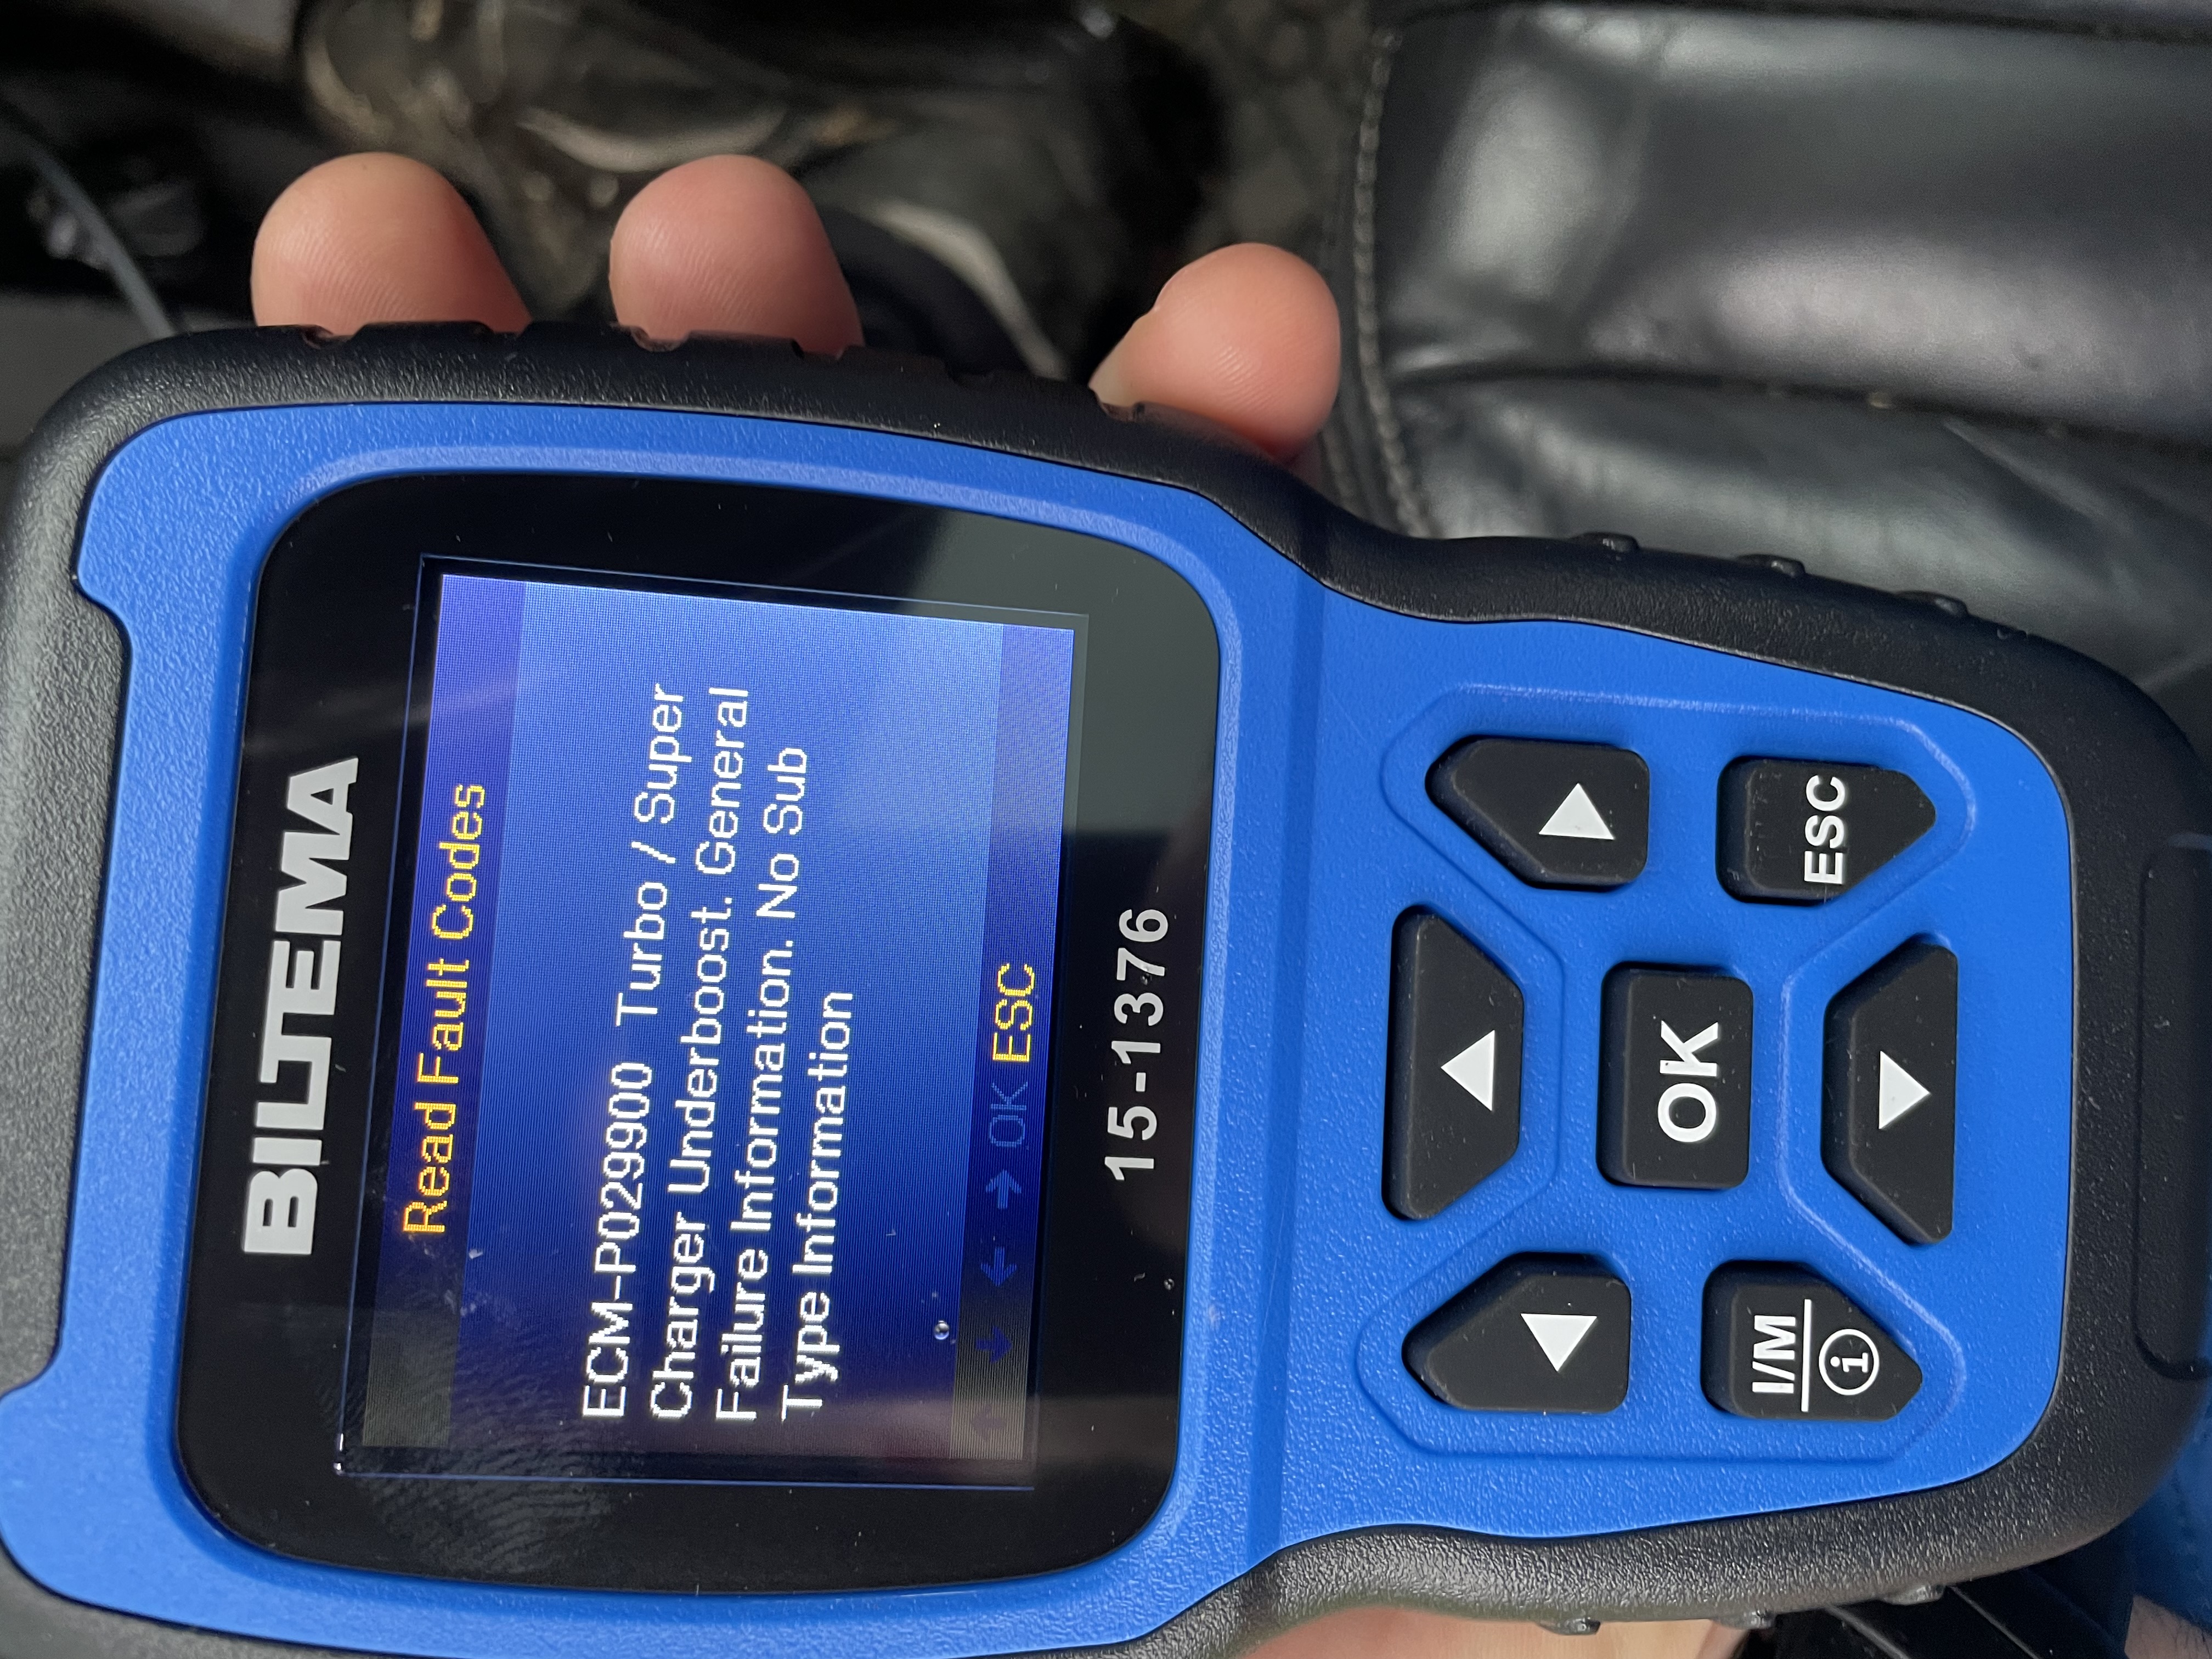 BILTEMA
Read Fault Codes
ECM-P029900 Turbo / Super
Charger Underboost. General
Failure Information. No Sub
Type Information
OK ESC
15-1376
OK
ESC
I/M
i